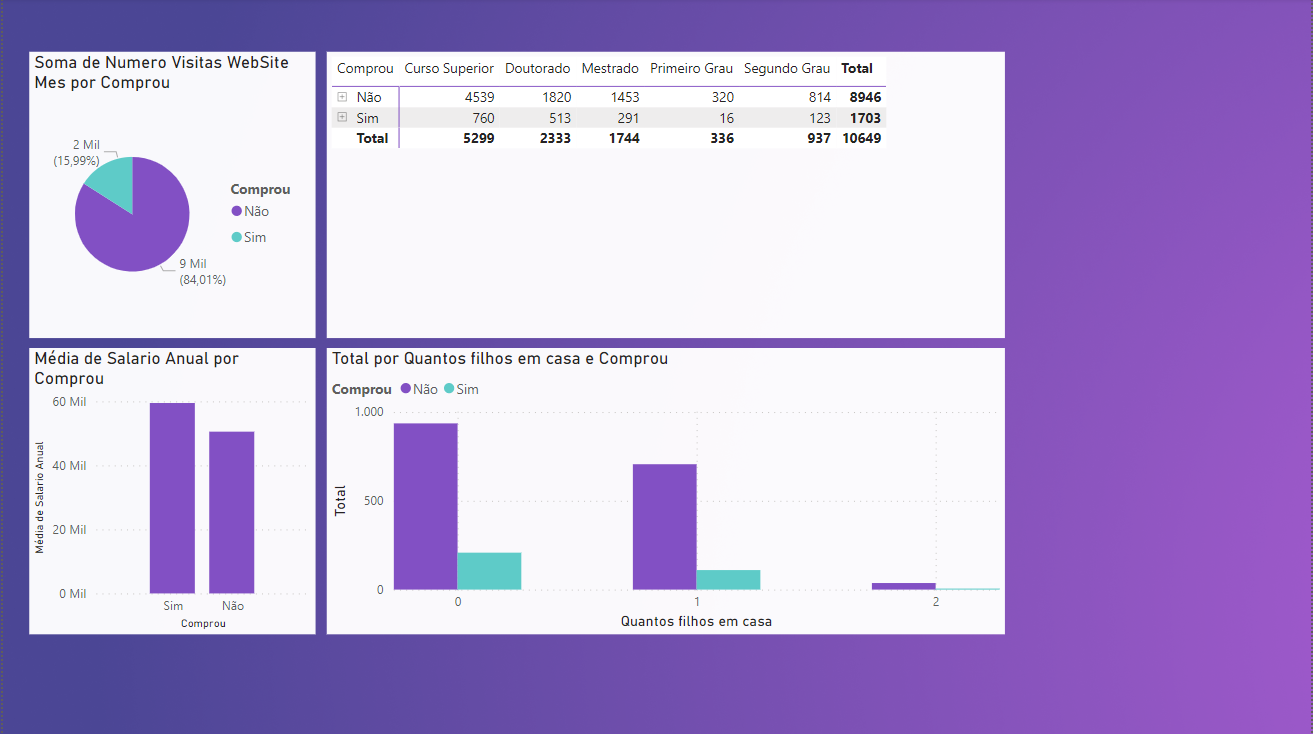 Soma de Numero Visitas WebSite
Mes por Comprou
2 Mil
(15,99%)
Comprou
Não
Sim
9 Mil
(84,01%)
Comprou Curso Superior Doutorado Mestrado Primeiro Grau Segundo Grau Total
Não 4539 1820 1453 320 814 8946
Sim 760 513 291 16 123 1703
Total 5299 2333 1744 336 937 10649
Média de Salario Anual por
Comprou
60 Mil
40 Mil
20 Mil
0 Mil
Média de Salario Anual
Sim Não
Comprou
Total por Quantos filhos em casa e Comprou
Comprou Não Sim
1.000
500
0
Total
0 1 2
Quantos filhos em casa